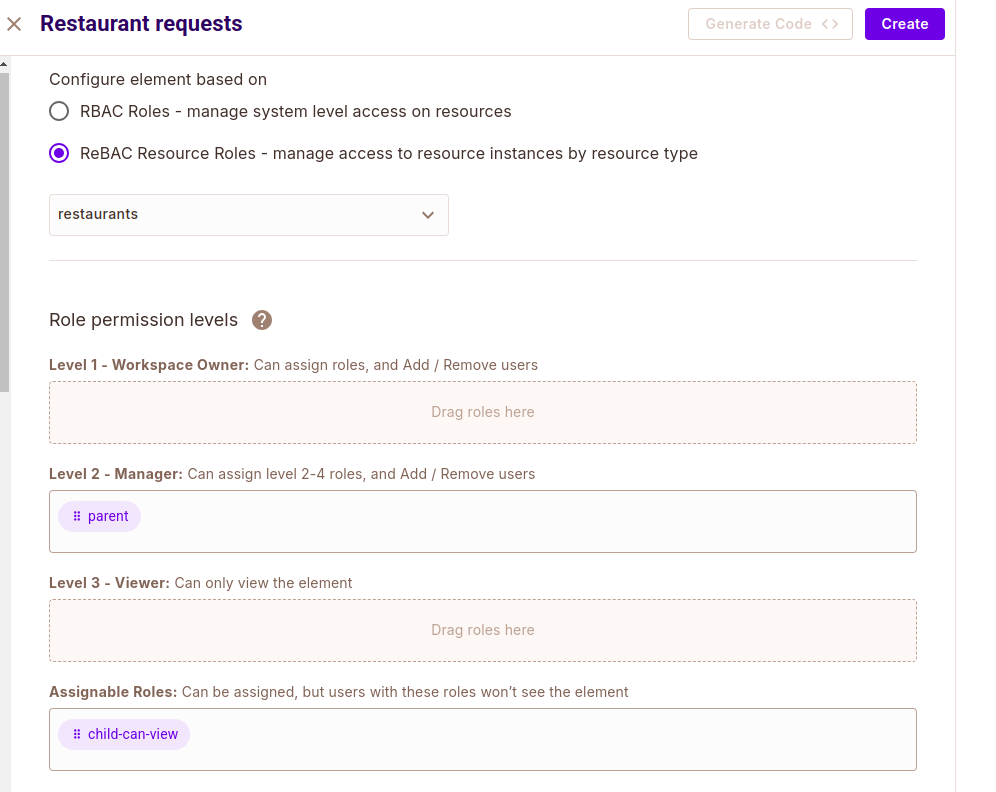 Restaurant requests
Generate Code <>
Create
Configure element based on
RBAC Roles - manage system level access on resources
ReBAC Resource Roles - manage access to resource instances by resource type
restaurants
Role permission levels ?
Level 1 - Workspace Owner: Can assign roles, and Add / Remove users
Drag roles here
Level 2 - Manager: Can assign level 2-4 roles, and Add / Remove users
parent
Level 3 - Viewer: Can only view the element
Drag roles here
Assignable Roles: Can be assigned, but users with these roles won’t see the element
child-can-view